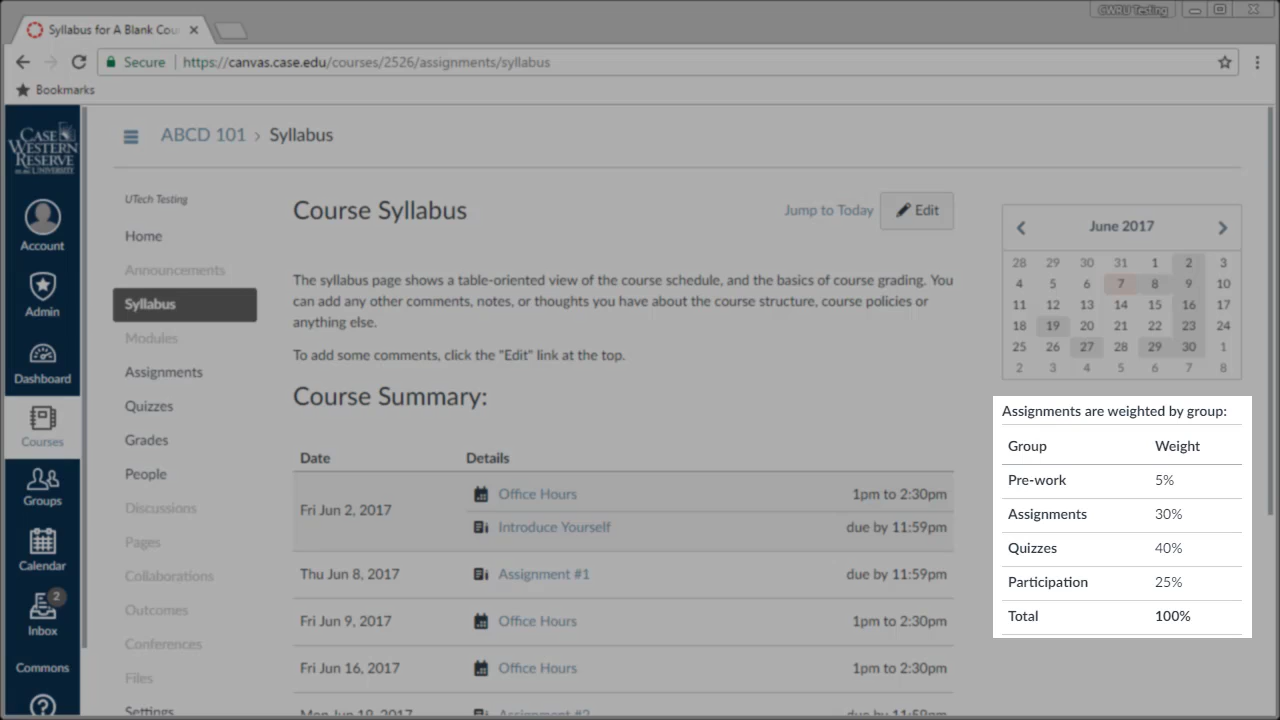 CWRU Testing
Syllabus for A Blank Cou
Secure | https://canvas.case.edu/courses/2526/assignments/syllabus
Bookmarks
CASE
WESTERN
RESERVE
UNIVERSITY
Account
Admin
Dashboard
Courses
Groups
Calendar
2
Inbox
Commons
ABCD 101 › Syllabus
UTech Testing
Home
Announcements
Syllabus
Modules
Assignments
Quizzes
Grades
People
Discussions
Pages
Collaborations
Outcomes
Conferences
Files
Settings
Course Syllabus
Jump to Today
Edit
The syllabus page shows a table-oriented view of the course schedule, and the basics of course grading. You
can add any other comments, notes, or thoughts you have about the course structure, course policies or
anything else.
To add some comments, click the "Edit" link at the top.
Course Summary:
Date Details
Fri Jun 2, 2017 Office Hours 1pm to 2:30pm
Introduce Yourself due by 11:59pm
Thu Jun 8, 2017 Assignment #1 due by 11:59pm
Fri Jun 9, 2017 Office Hours 1pm to 2:30pm
Fri Jun 16, 2017 Office Hours 1pm to 2:30pm
Mon Jun 19, 2017 Assignment #2 due by 11:59pm
June 2017
28 29 30 31 1 2 3
4 5 6 7 8 9 10
11 12 13 14 15 16 17
18 19 20 21 22 23 24
25 26 27 28 29 30 1
2 3 4 5 6 7 8
Assignments are weighted by group:
Group Weight
Pre-work 5%
Assignments 30%
Quizzes 40%
Participation 25%
Total 100%